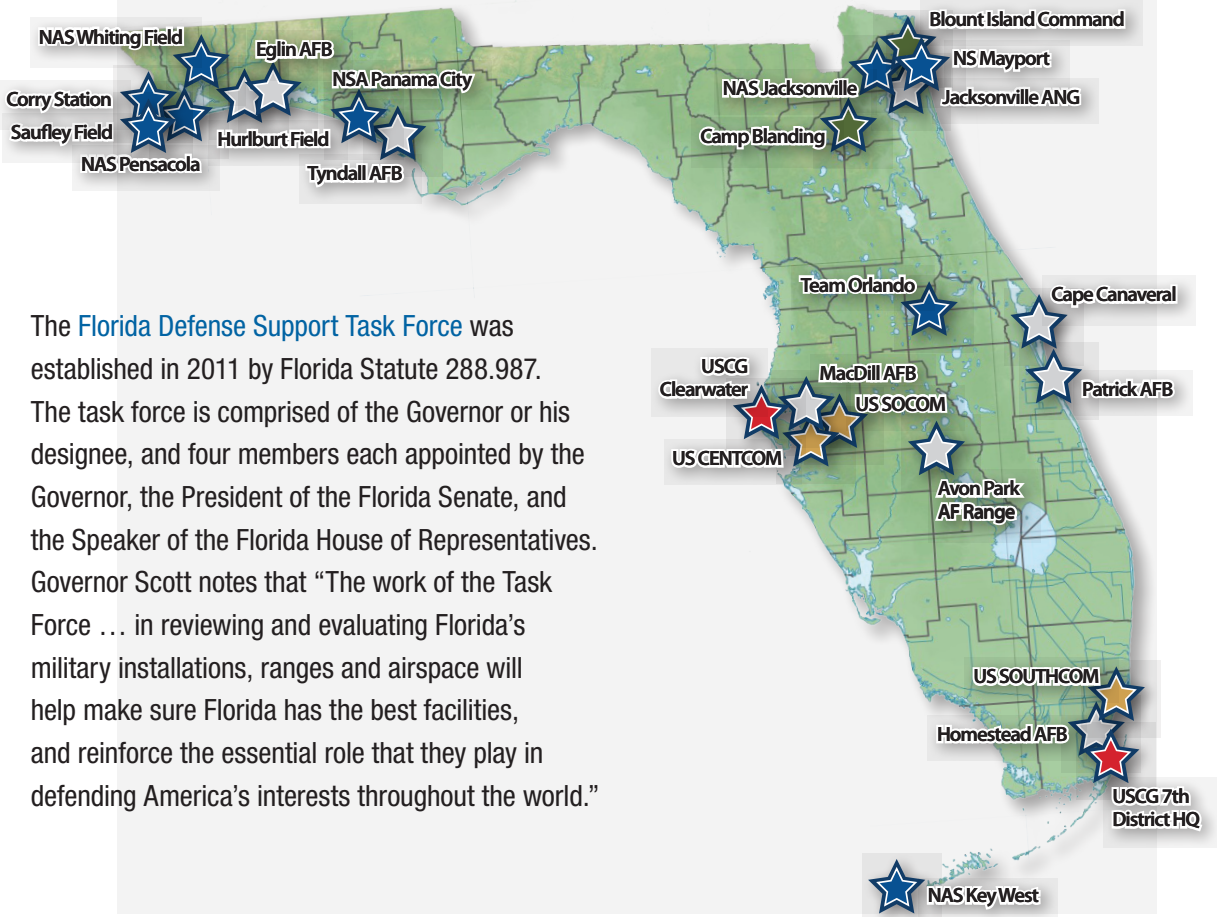 NAS Whiting Field
Eglin AFB
NSA Panama City
Corry Station
Saufley Field
Hurlburt Field
NAS Pensacola
Tyndall AFB
Blount Island Command
NS Mayport
NAS Jacksonville
Jacksonville ANG
Camp Blanding
Team Orlando
Cape Canaveral
USCG
Clearwater
MacDill AFB
Patrick AFB
US SOCOM
US CENTCOM
Avon Park
AF Range
US SOUTHCOM
Homestead AFB
USCG 7th
District HQ
NAS Key West
The Florida Defense Support Task Force was
established in 2011 by Florida Statute 288.987.
The task force is comprised of the Governor or his
designee, and four members each appointed by the
Governor, the President of the Florida Senate, and
the Speaker of the Florida House of Representatives.
Governor Scott notes that “The work of the Task
Force … in reviewing and evaluating Florida’s
military installations, ranges and airspace will
help make sure Florida has the best facilities,
and reinforce the essential role that they play in
defending America’s interests throughout the world.”